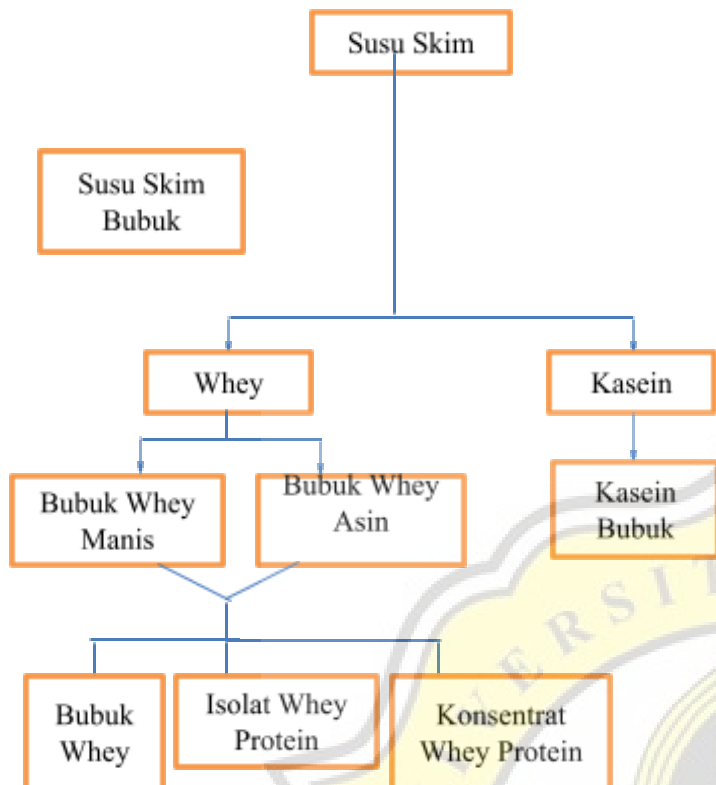 Susu Skim
Susu Skim
Bubuk
Whey
Kasein
Bubuk Whey
Manis
Bubuk Whey
Asin
Kasein
Bubuk
Bubuk
Whey
Isolat Whey
Protein
Konsentrat
Whey Protein